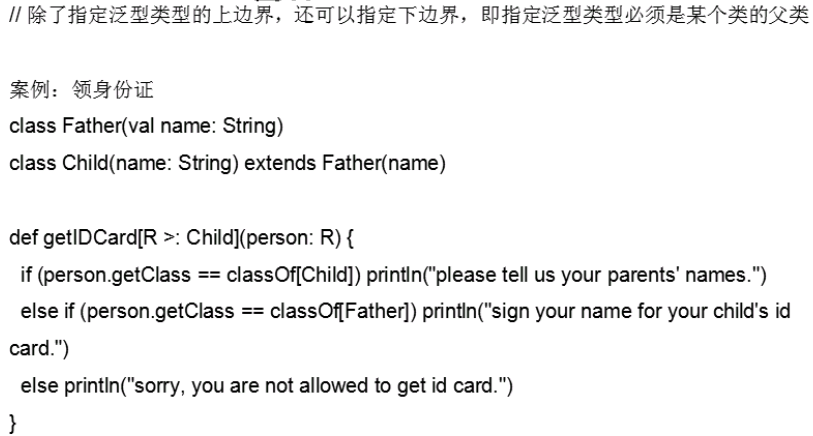 // 除了指定泛型类型的上边界，还可以指定下边界，即指定泛型类型必须是某个类的父类
案例：领身份证
class Father(val name: String)
class Child(name: String) extends Father(name)
def getIDCard[R >: Child](person: R) {
if (person.getClass == classOf[Child]) println("please tell us your parents' names.")
else if (person.getClass == classOf[Father]) println("sign your name for your child's id
card.")
else println("sorry, you are not allowed to get id card.")
}